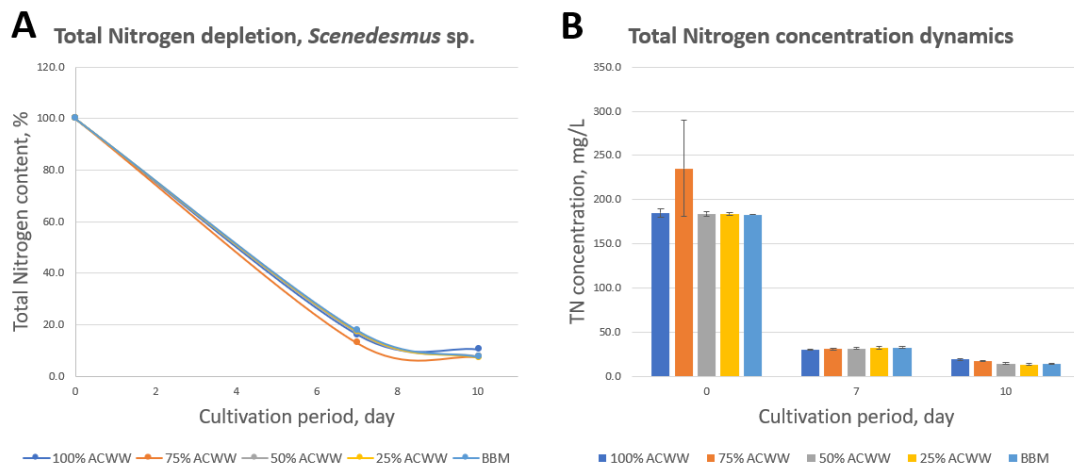 A
Total Nitrogen depletion, Scenedesmus sp.
120.0
100.0
80.0
60.0
40.0
20.0
0.0
Total Nitrogen content, %
0 2 4 6 8 10
Cultivation period, day
100% ACWW 75% ACWW 50% ACWW 25% ACWW BBM
B
Total Nitrogen concentration dynamics
350.0
300.0
250.0
200.0
150.0
100.0
50.0
0.0
TN concentration, mg/L
0 7 10
Cultivation period, day
100% ACWW 75% ACWW 50% ACWW 25% ACWW BBM